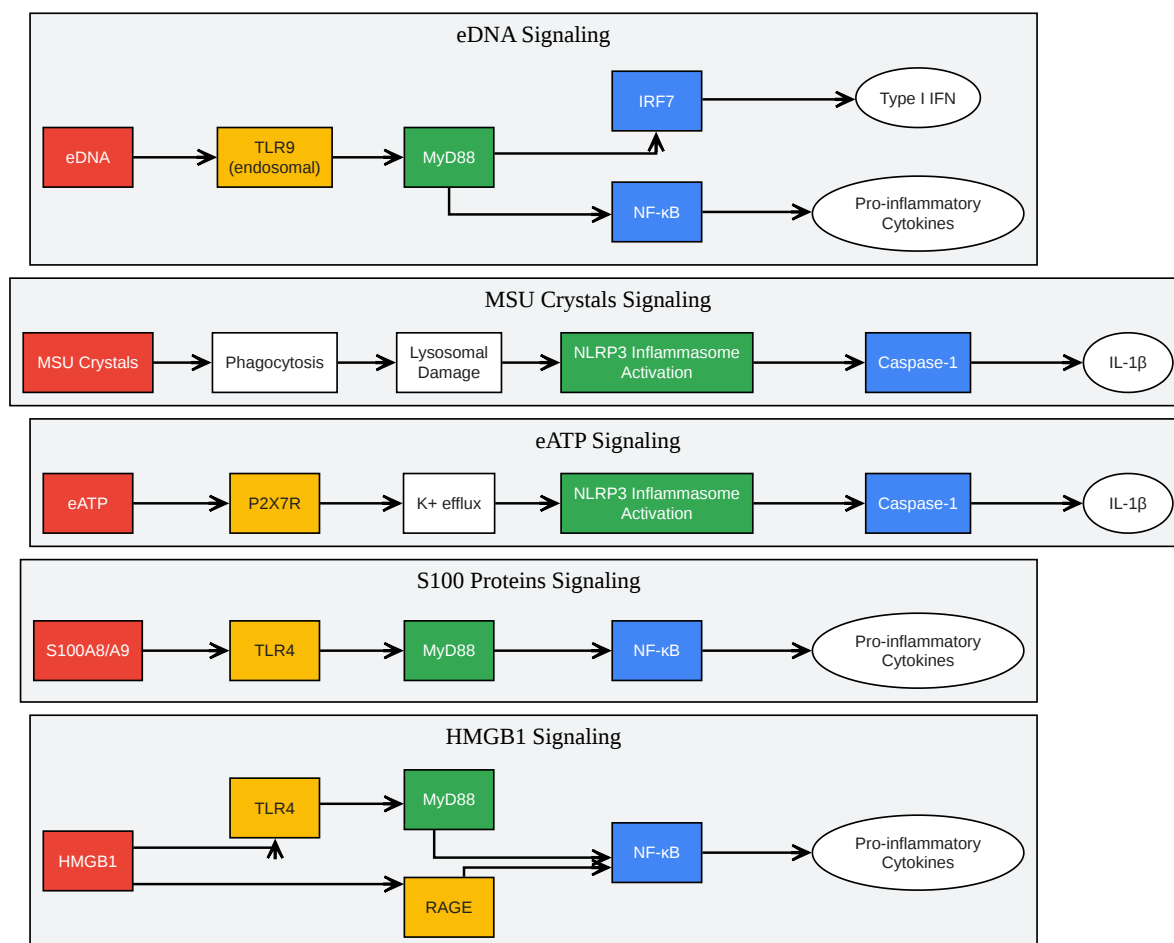 eDNA Signaling
eDNA
TLR9
(endosomal)
MyD88
IRF7
Type I IFN
NF-κB
Pro-inflammatory
Cytokines
MSU Crystals Signaling
MSU Crystals
Phagocytosis
Lysosomal
Damage
NLRP3 Inflammasome
Activation
Caspase-1
IL-1β
eATP Signaling
eATP
P2X7R
K+ efflux
NLRP3 Inflammasome
Activation
Caspase-1
IL-1β
S100 Proteins Signaling
S100A8/A9
TLR4
MyD88
NF-κB
Pro-inflammatory
Cytokines
HMGB1 Signaling
HMGB1
TLR4
MyD88
RAGE
NF-κB
Pro-inflammatory
Cytokines